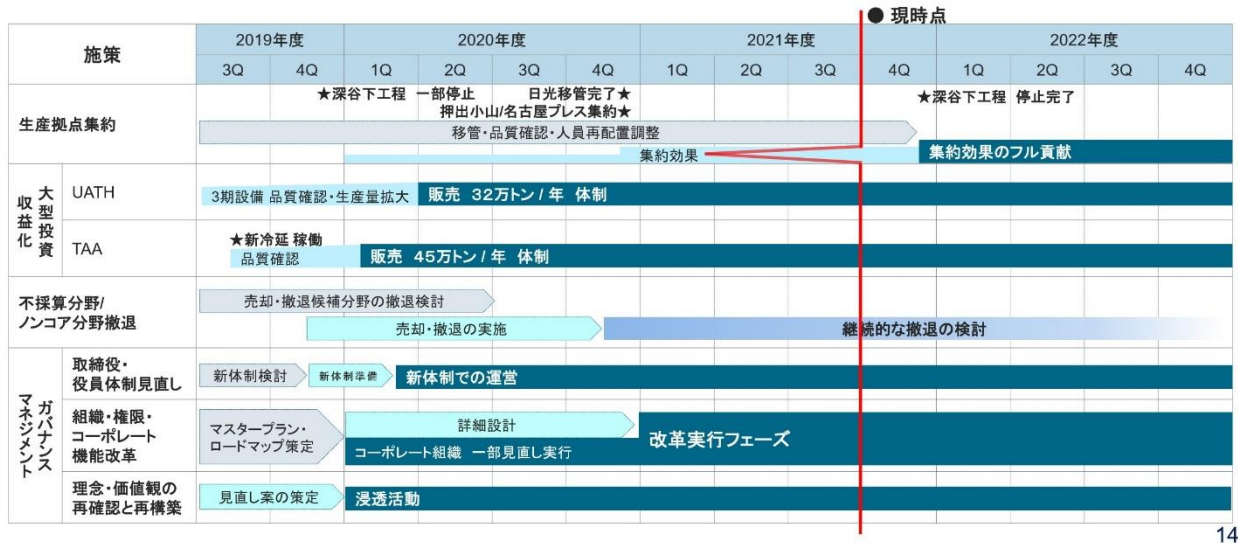 ● 現時点
施策
2019年度
2020年度
2021年度
2022年度
3Q
4Q
1Q
2Q
3Q
4Q
1Q
2Q
3Q
4Q
1Q
2Q
3Q
4Q
生産拠点集約
★深谷下工程 一部停止
日光移管完了★
押出小山/名古屋プレス集約★
★深谷下工程 停止完了
移管・品質確認・人員再配置調整
集約効果
集約効果のフル貢献
大型投資
収益化
UATH
3期設備 品質確認・生産量拡大
販売 32万トン / 年 体制
TAA
★新冷延 稼働
品質確認
販売 45万トン / 年 体制
不採算分野/
ノンコア分野撤退
売却・撤退候補分野の撤退検討
売却・撤退の実施
継続的な撤退の検討
ガバナンス
マネジメント
取締役・
役員体制見直し
新体制検討
新体制準備
新体制での運営
組織・権限・
コーポレート
機能改革
マスタープラン・
ロードマップ策定
詳細設計
コーポレート組織 一部見直し実行
改革実行フェーズ
理念・価値観の
再確認と再構築
見直し案の策定
浸透活動
14